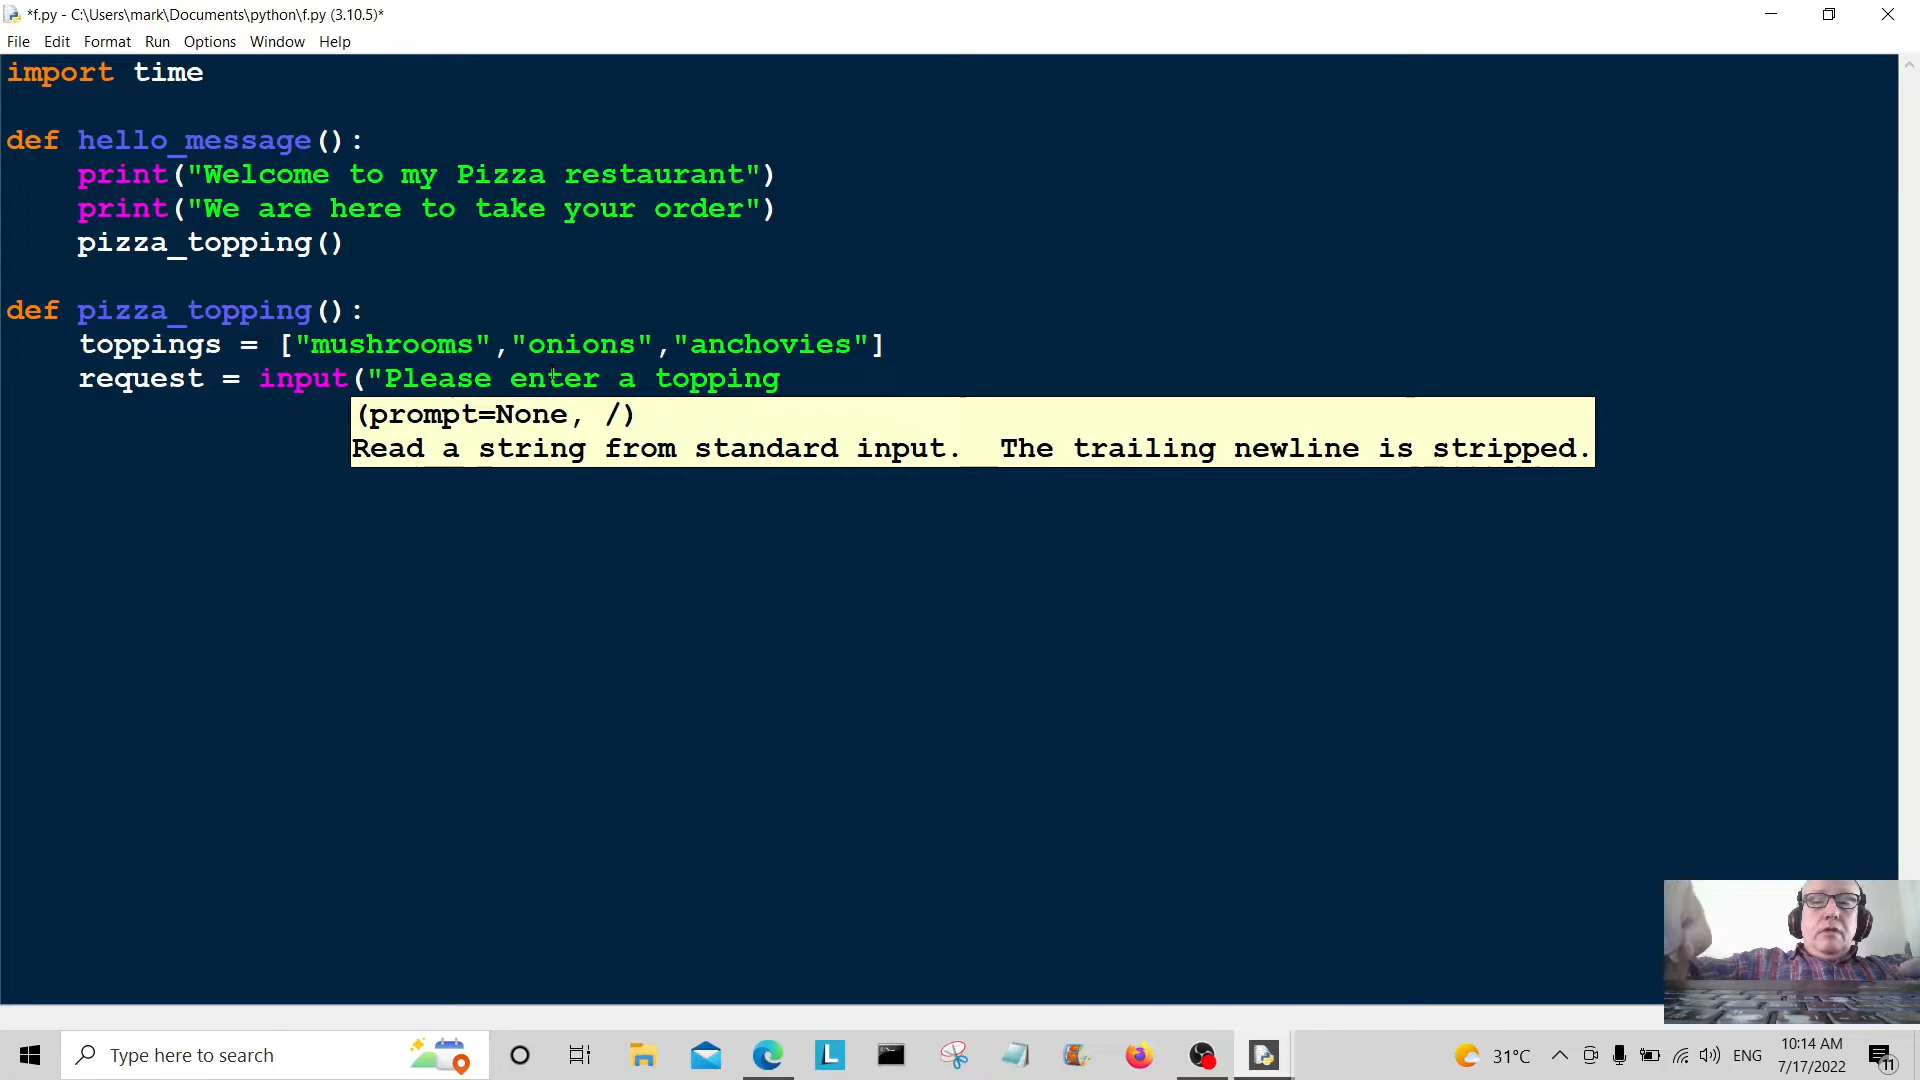 *f.py - C:\Users\mark\Documents\python\f.py (3.10.5)*
File Edit Format Run Options Window Help
import time
def hello_message():
    print("Welcome to my Pizza restaurant")
    print("We are here to take your order")
    pizza_topping()
def pizza_topping():
    toppings = ["mushrooms","onions","anchovies"]
    request = input("Please enter a topping
(prompt=None, /)
Read a string from standard input.  The trailing newline is stripped.
Type here to search
L
31°C
ENG
10:14 AM
7/17/2022
11